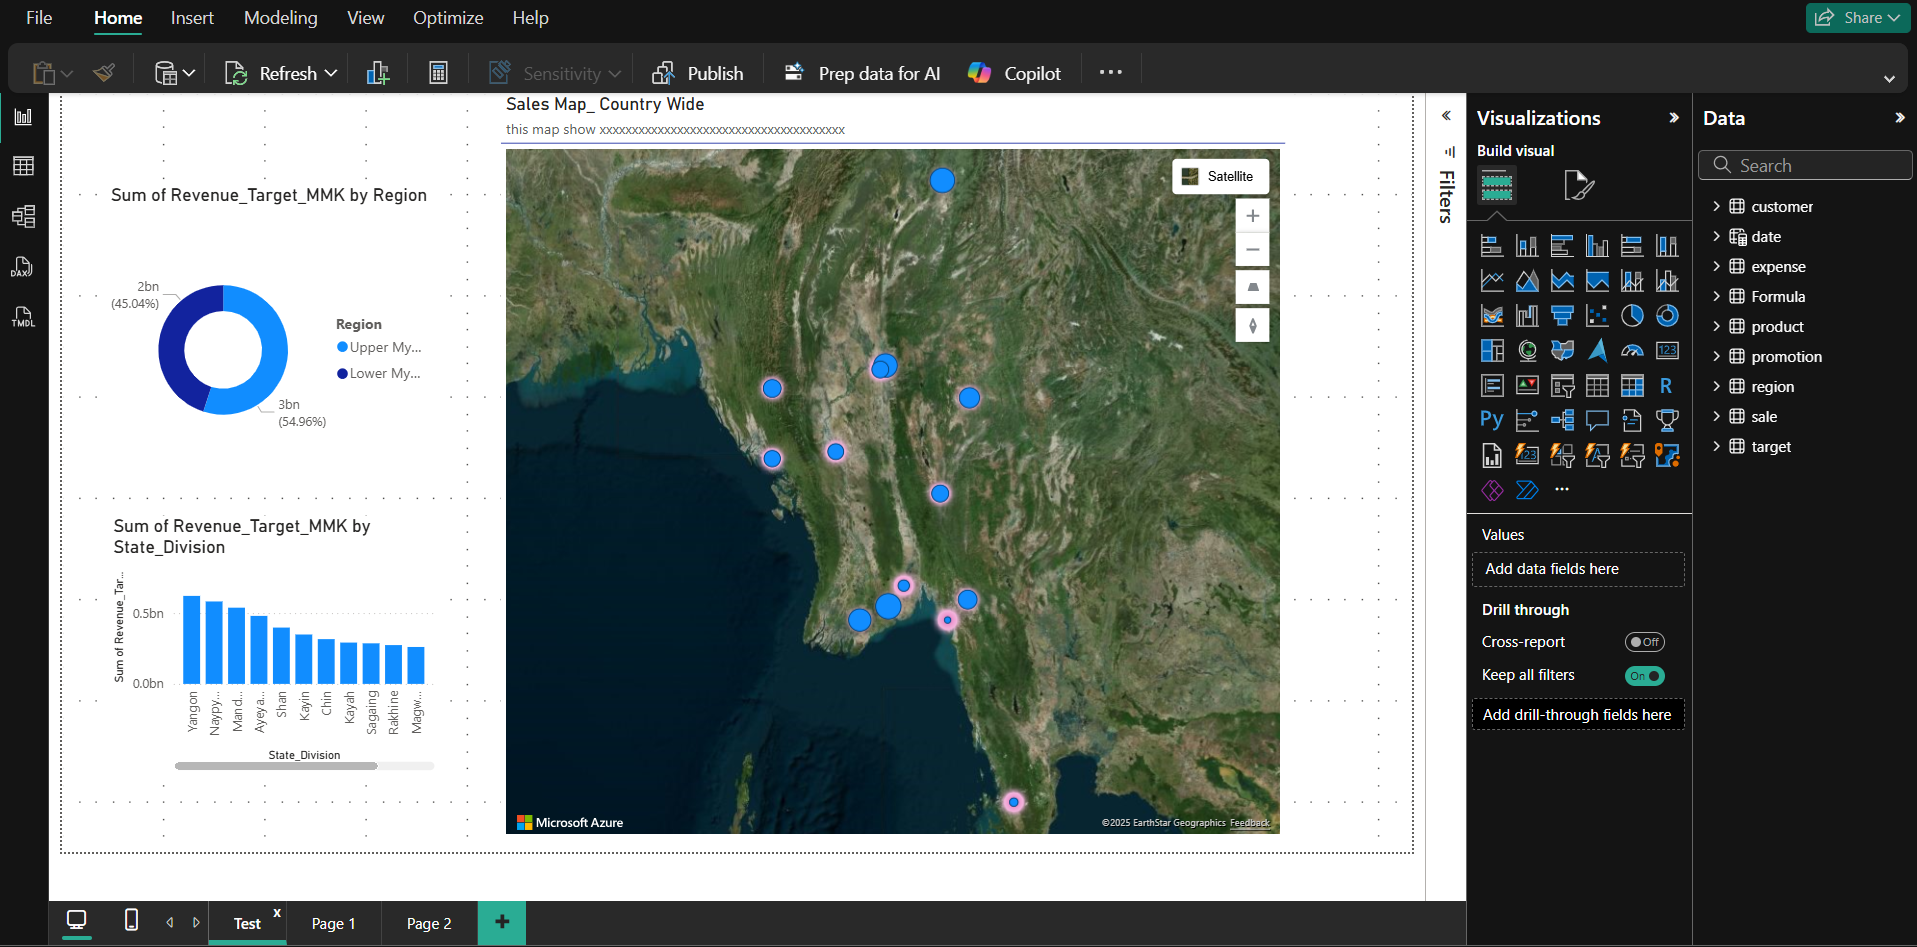 File Home Insert Modeling View Optimize Help Share
Refresh Sensitivity Publish Prep data for AI Copilot
DAX
TMDL
Sum of Revenue_Target_MMK by Region
2bn
(45.04%)
3bn
(54.96%)
Region
Upper My...
Lower My...
Sum of Revenue_Target_MMK by
State_Division
Sum of Revenue_Tar...
0.5bn
0.0bn
Yangon
Naypy...
Mand...
Ayeya...
Shan
Kayin
Chin
Kayah
Sagaing
Rakhine
Magw...
State_Division
Sales Map_ Country Wide
this map show xxxxxxxxxxxxxxxxxxxxxxxxxxxxxxxxxxxxxxx
Satellite
Microsoft Azure
©2025 EarthStar Geographics Feedback
Filters
Visualizations
Build visual
123
R
Py
123
Values
Add data fields here
Drill through
Cross-report Off
Keep all filters On
Add drill-through fields here
Data
Search
customer
date
expense
Formula
product
promotion
region
sale
target
Test x Page 1 Page 2